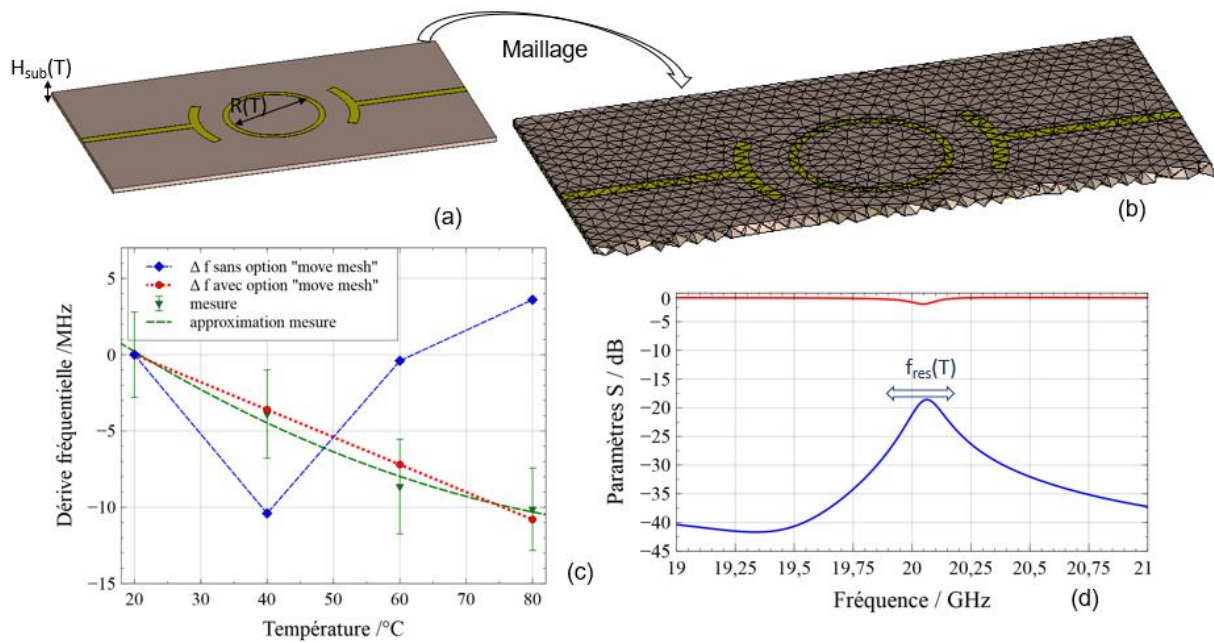 Maillage
H_sub(T)
R(T)
(a)
(b)
Δ f sans option "move mesh"
Δ f avec option "move mesh"
mesure
approximation mesure
5
0
−5
−10
−15
Dérive fréquentielle /MHz
20 30 40 50 60 70 80
Température /°C
(c)
0
−5
−10
−15
−20
−25
−30
−35
−40
−45
Paramètres S / dB
f_res(T)
19 19,25 19,5 19,75 20 20,25 20,5 20,75 21
Fréquence / GHz
(d)